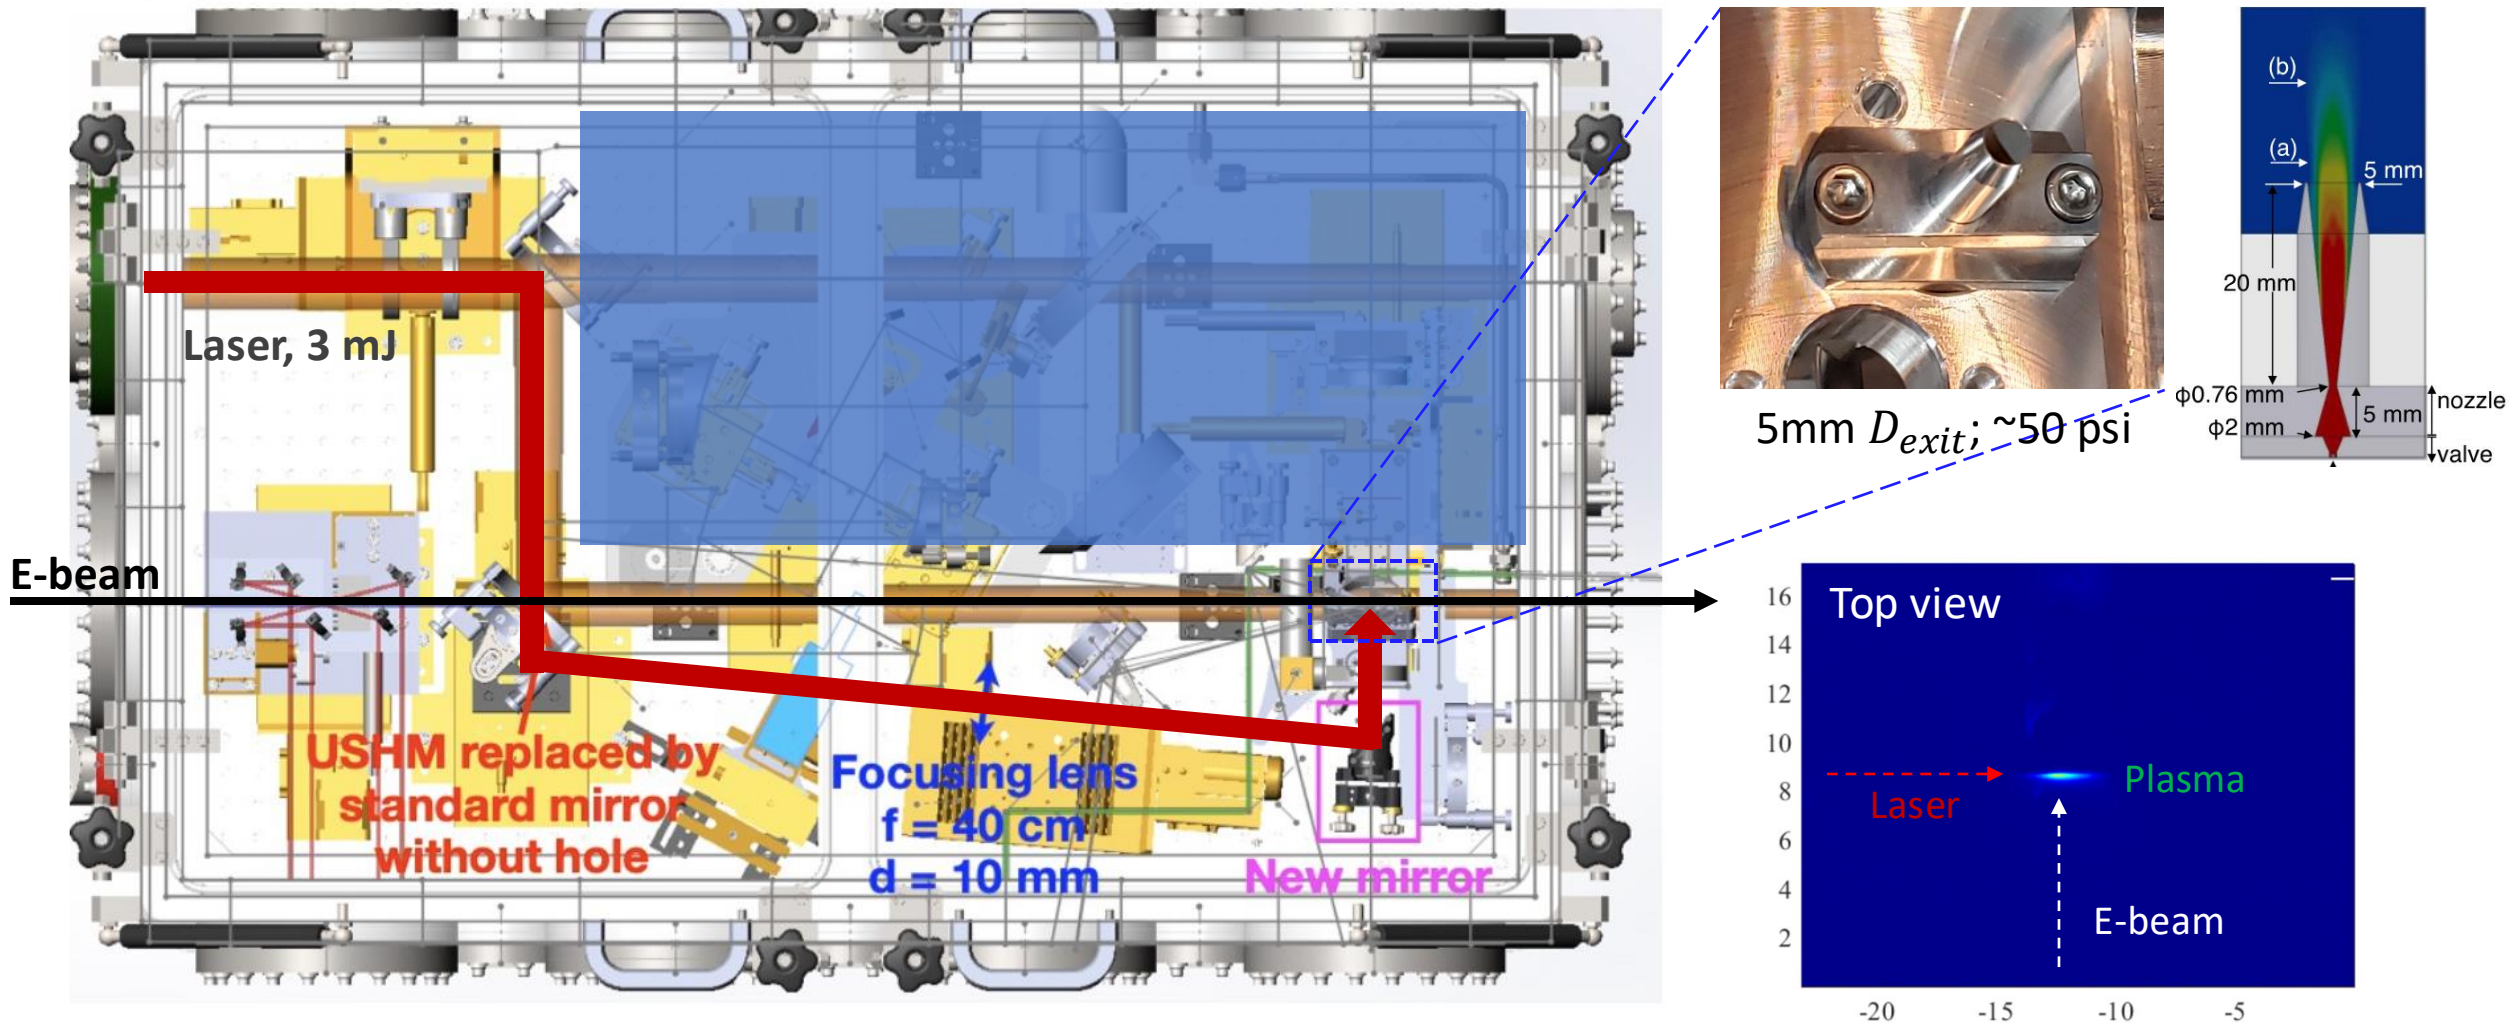 Laser, 3 mJ
E-beam
USHM replaced by
standard mirror
without hole
Focusing lens
f = 40 cm
d = 10 mm
New mirror
5mm D_exit; ~50 psi
(b)
(a)
5 mm
20 mm
ϕ0.76 mm
5 mm
nozzle
ϕ2 mm
valve
Top view
16
14
12
10
8
6
4
2
Laser
Plasma
E-beam
-20 -15 -10 -5